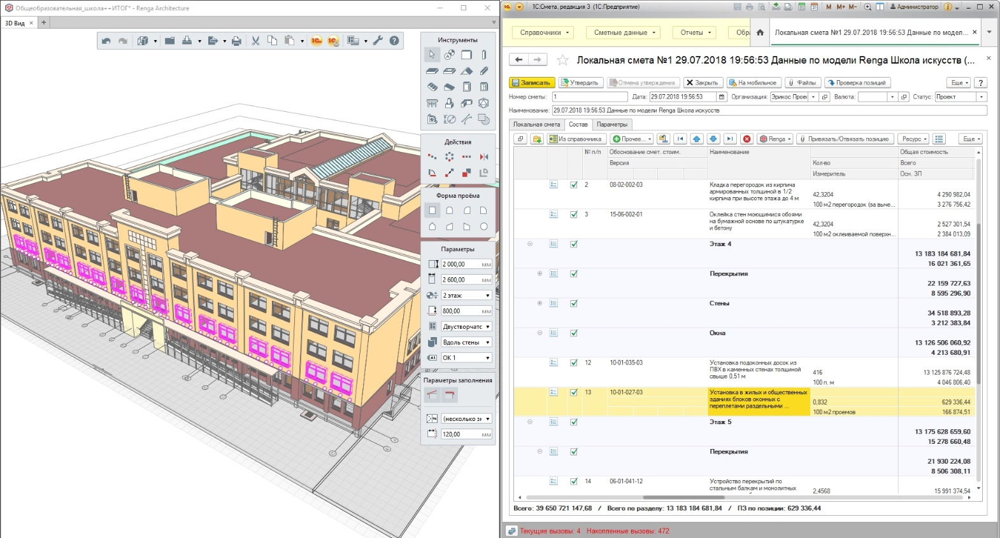 Общеобразовательная_школа++ИТОГ* - Renga Architecture
3D Вид
Инструменты
Действия
Форма проёма
Параметры
2 000,00 мм
2 600,00 мм
2 этаж
800,00 мм
Двустворчатс
Вдоль стены
A1 ОК 1
Параметры заполнения
(несколько зн
120,00 мм
1С:Смета, редакция 3 (1С:Предприятие)
M M+ M- Администратор
Справочники Сметные данные Отчеты Обра
Локальная смета №1 29.07.2018 19:56:53 Данные по модел...
Локальная смета №1 29.07.2018 19:56:53 Данные по модели Renga Школа искусств (...
Записать Утвердить Отмена утверждения Закрыть На мобильное Файлы Проверка позиций Еще ?
Номер сметы: 1 Дата: 29.07.2018 19:56:53 Организация: Эрикос Прое Валюта: Статус: Проект
Наименование: 29.07.2018 19:56:53 Данные по модели Renga Школа искусств
Локальная смета Состав Параметры
Из справочника Прочее... Renga Привязать/Отвязать позицию Ресурс Еще
№ п/п Обоснование смет. стоим. Наименование Общая стоимость
Версия Кол-во Всего
Измеритель Осн. ЗП
2 08-02-002-03 Кладка перегородок из кирпича
армированных толщиной в 1/2
кирпича при высоте этажа до 4 м
42,3204 4 290 982,04
100 м2 перегородок (за выче... 3 276 756,42
3 15-06-002-01 Оклейка стен моющимися обоями
на бумажной основе по штукатурке
и бетону
42,3204 2 527 301,54
100 м2 оклеиваемой поверхн... 2 384 013,09
Этаж 4
13 183 184 681,84
16 021 361,65
Перекрытия
22 159 727,63
8 595 296,90
Стены
34 518 893,28
3 212 383,84
Окна
13 126 506 060,92
4 213 680,91
12 10-01-035-03 Установка подоконных досок из
ПВХ в каменных стенах толщиной
свыше 0,51 м
416 13 125 876 724,48
100 п. м 4 046 806,40
13 10-01-027-03 Установка в жилых и общественных
зданиях блоков оконных с
переплетами раздельными ...
0,832 629 336,44
100 м2 проемов 166 874,51
Этаж 5
13 175 628 659,60
15 278 660,48
Перекрытия
21 930 224,08
8 506 308,11
14 06-01-041-12 Устройство перекрытий по
стальным балкам и монолитных
2,4568 15 991 374,54
Всего: 39 650 721 147,68 / Всего по разделу: 13 183 184 681,84 / ПЗ по позиции: 629 336,44
Текущие вызовы: 4 Накопленные вызовы: 472